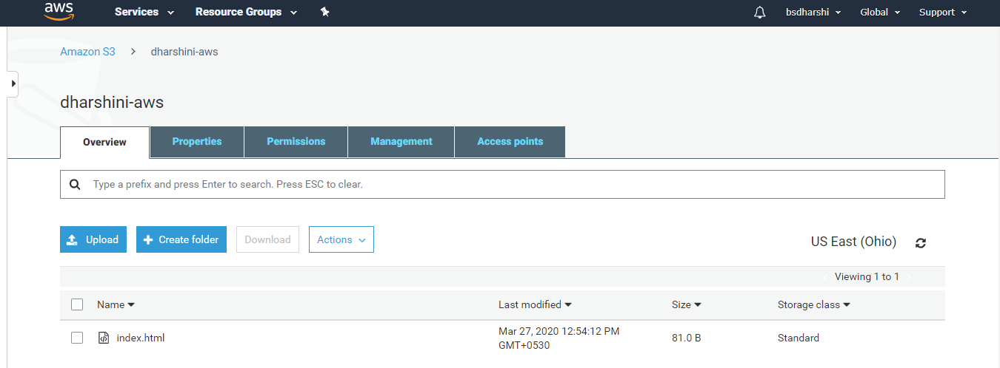 aws Services Resource Groups bsdharshi Global Support
Amazon S3 dharshini-aws
dharshini-aws
Overview Properties Permissions Management Access points
Type a prefix and press Enter to search. Press ESC to clear.
Upload Create folder Download Actions US East (Ohio)
Viewing 1 to 1
Name Last modified Size Storage class
index.html Mar 27, 2020 12:54:12 PM 81.0 B Standard
GMT+0530